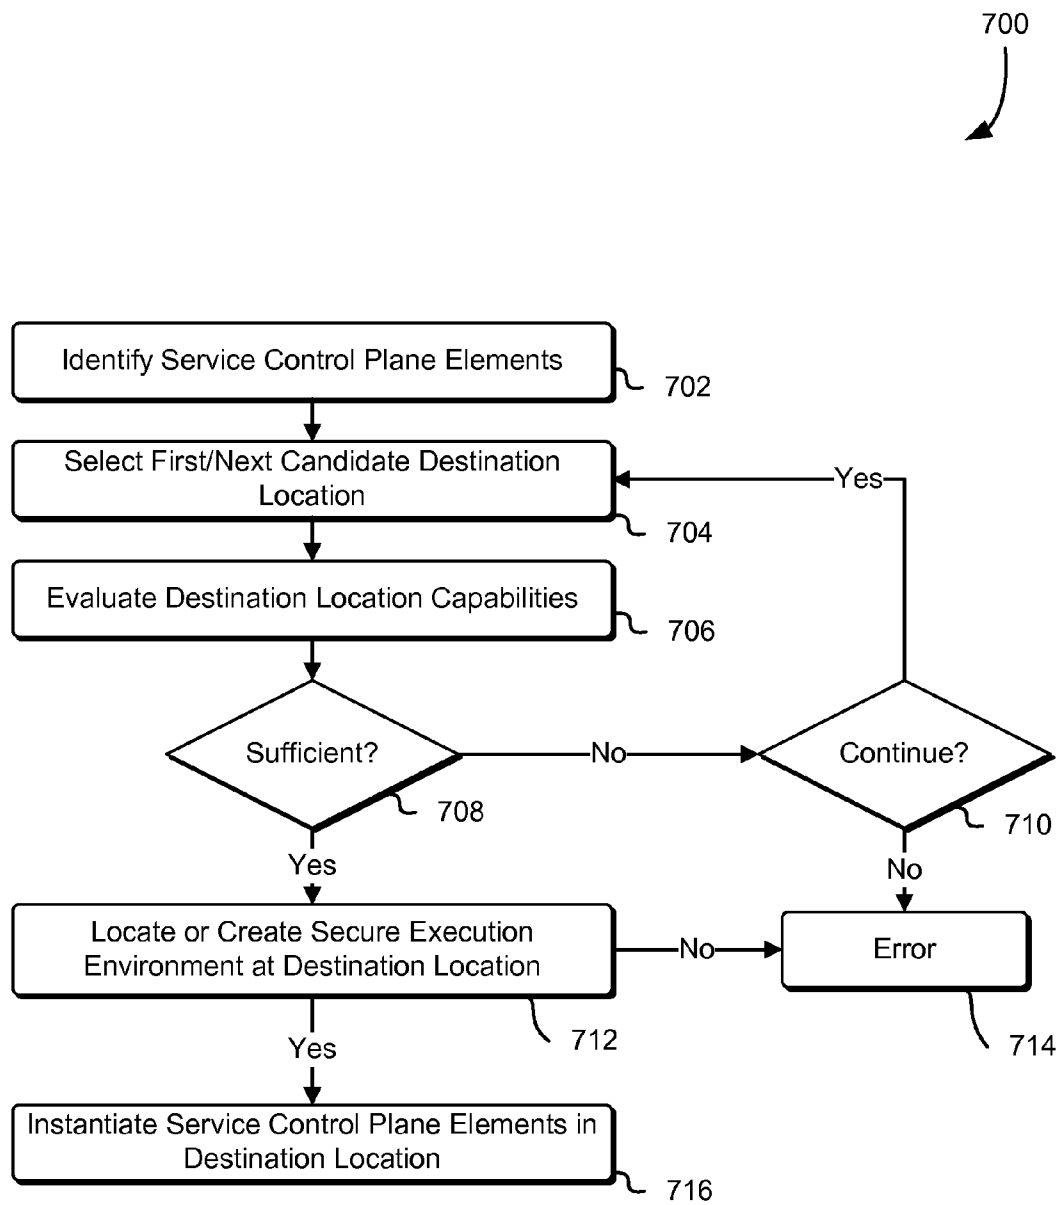 700
Identify Service Control Plane Elements
702
Select First/Next Candidate Destination
Location
Yes
704
Evaluate Destination Location Capabilities
706
Sufficient?
No
Continue?
708
710
Yes
No
Locate or Create Secure Execution
Environment at Destination Location
No
Error
712
714
Yes
Instantiate Service Control Plane Elements in
Destination Location
716